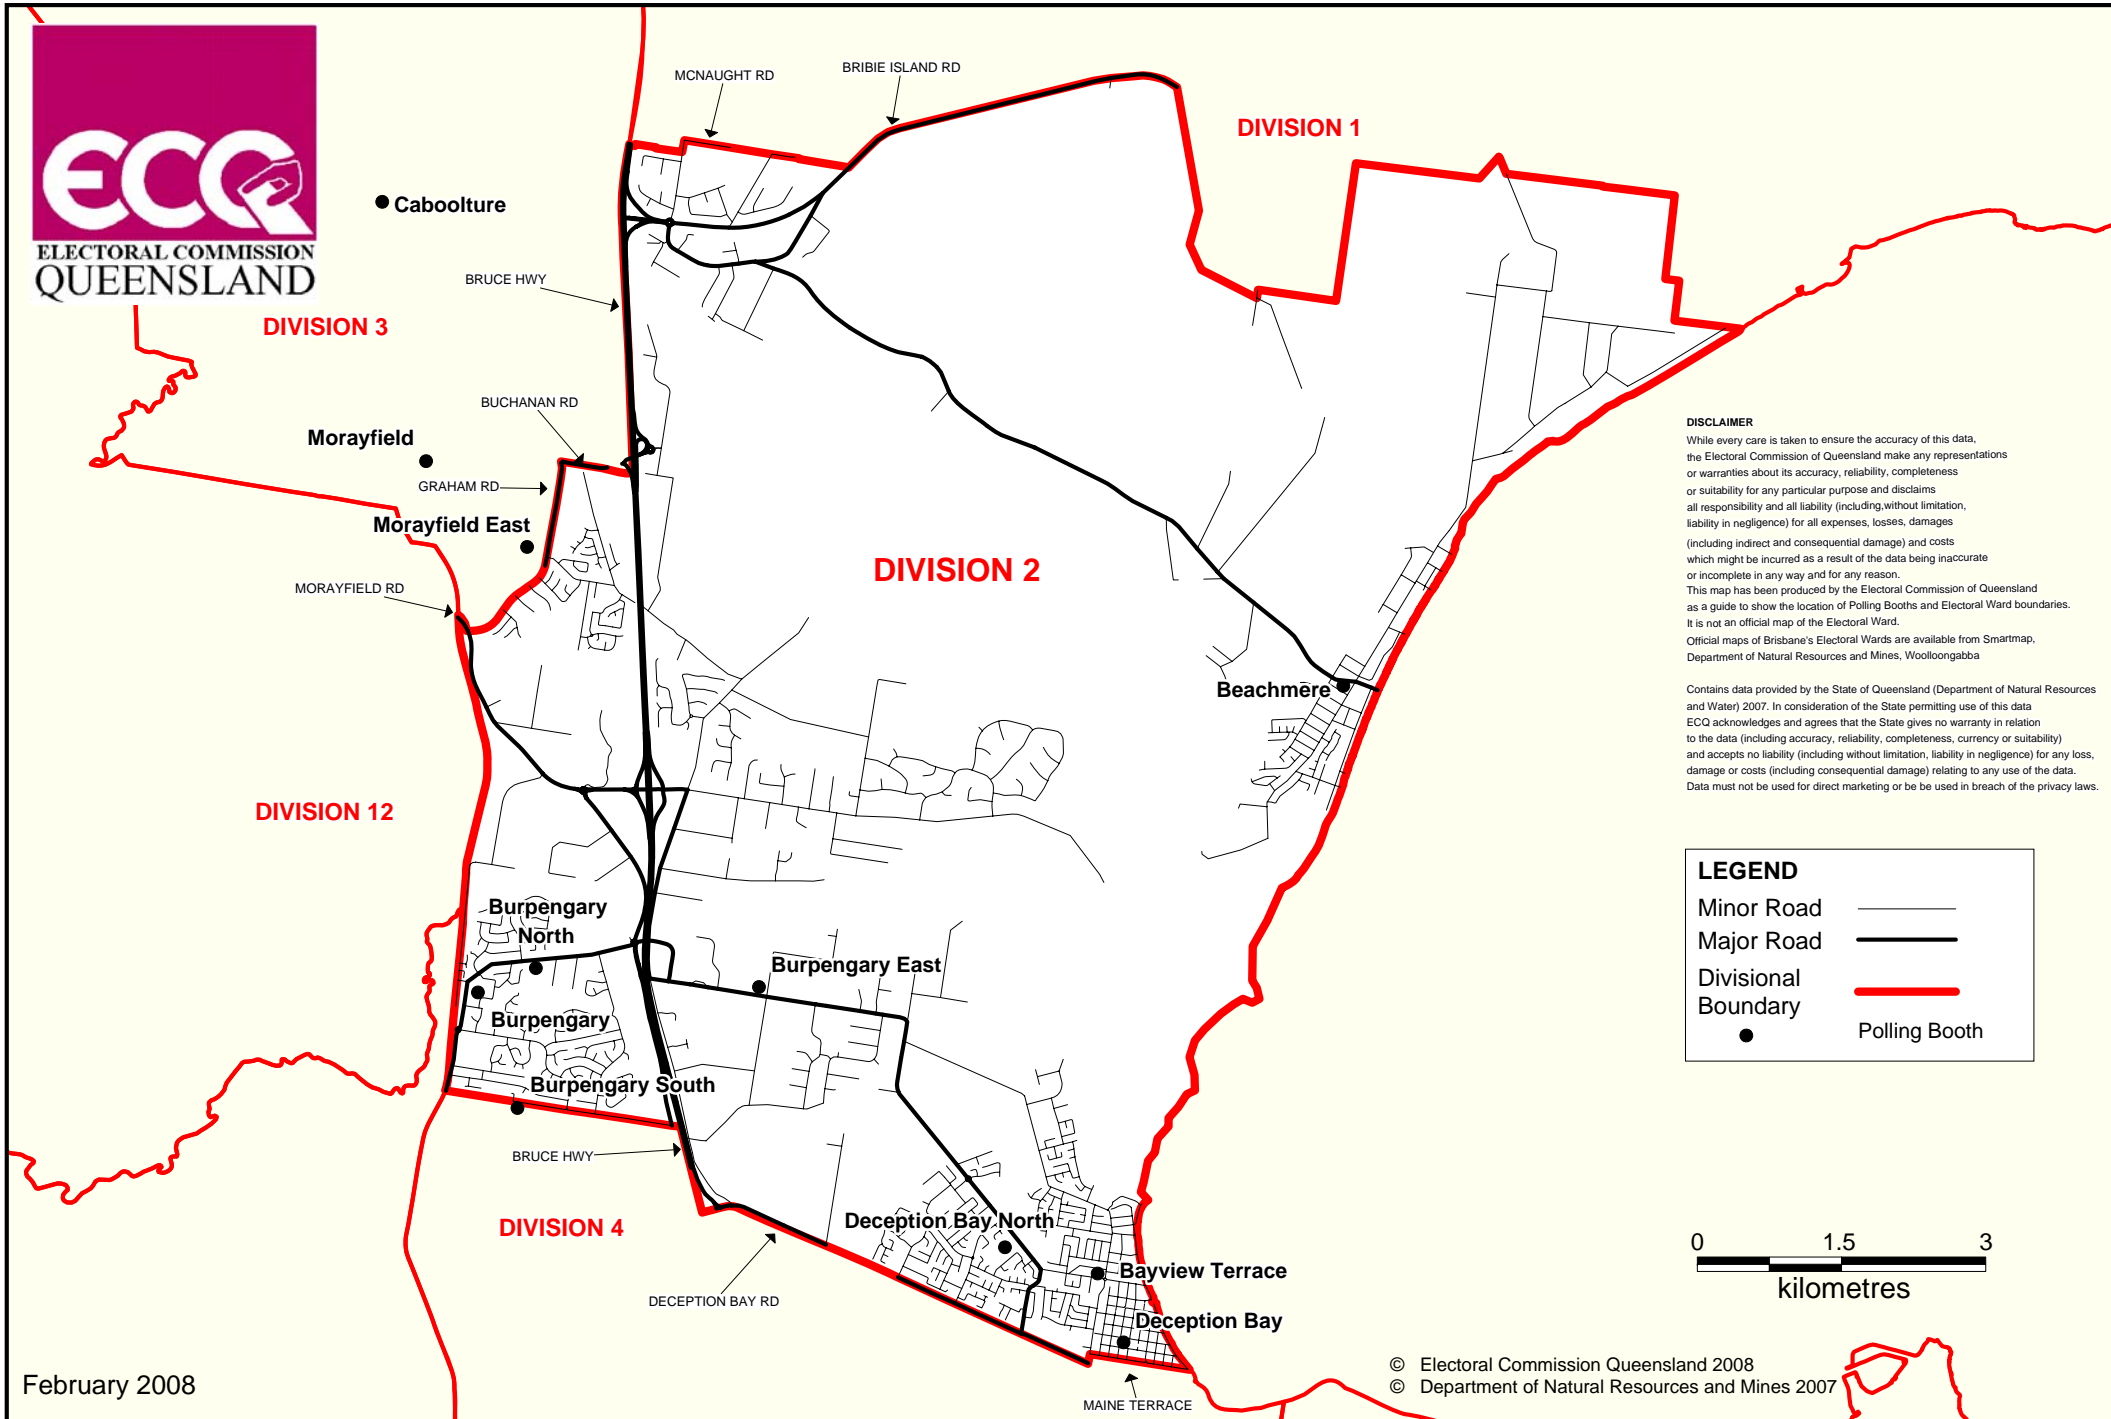 ECQ
ELECTORAL COMMISSION
QUEENSLAND
MCNAUGHT RD
BRIBIE ISLAND RD
DIVISION 1
Caboolture
BRUCE HWY
DIVISION 3
BUCHANAN RD
Morayfield
GRAHAM RD
Morayfield East
MORAYFIELD RD
DIVISION 2
Beachmere
DIVISION 12
Burpengary
North
Burpengary East
Burpengary
Burpengary South
BRUCE HWY
DIVISION 4
Deception Bay North
Bayview Terrace
DECEPTION BAY RD
Deception Bay
MAINE TERRACE
DISCLAIMER
While every care is taken to ensure the accuracy of this data,
the Electoral Commission of Queensland make any representations
or warranties about its accuracy, reliability, completeness
or suitability for any particular purpose and disclaims
all responsibility and all liability (including,without limitation,
liability in negligence) for all expenses, losses, damages
(including indirect and consequential damage) and costs
which might be incurred as a result of the data being inaccurate
or incomplete in any way and for any reason.
This map has been produced by the Electoral Commission of Queensland
as a guide to show the location of Polling Booths and Electoral Ward boundaries.
It is not an official map of the Electoral Ward.
Official maps of Brisbane's Electoral Wards are available from Smartmap,
Department of Natural Resources and Mines, Woolloongabba
Contains data provided by the State of Queensland (Department of Natural Resources
and Water) 2007. In consideration of the State permitting use of this data
ECQ acknowledges and agrees that the State gives no warranty in relation
to the data (including accuracy, reliability, completeness, currency or suitability)
and accepts no liability (including without limitation, liability in negligence) for any loss,
damage or costs (including consequential damage) relating to any use of the data.
Data must not be used for direct marketing or be be used in breach of the privacy laws.
LEGEND
Minor Road
Major Road
Divisional
Boundary
Polling Booth
0 1.5 3
kilometres
© Electoral Commission Queensland 2008
© Department of Natural Resources and Mines 2007
February 2008